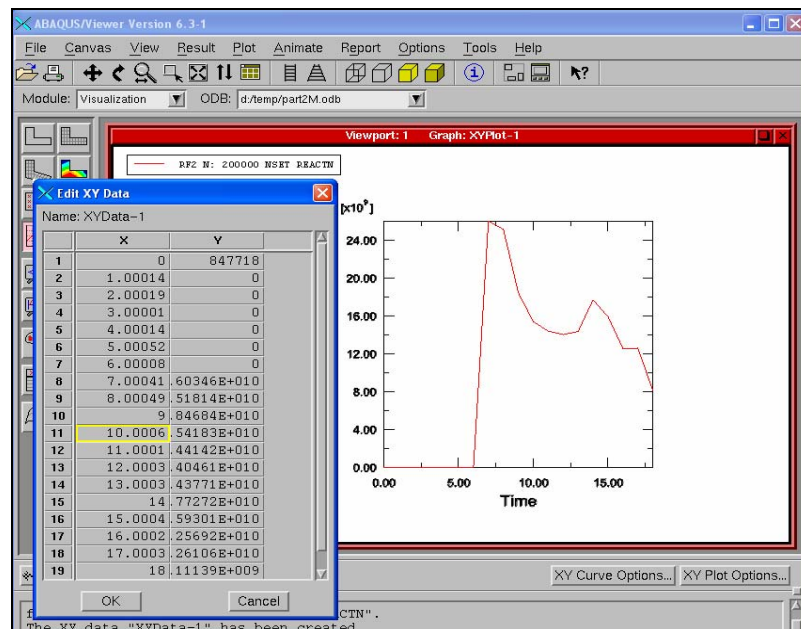 ABAQUS/Viewer Version 6.3-1
File Canvas View Result Plot Animate Report Options Tools Help
Module: Visualization ODB: d:/temp/part2M.odb
Viewport: 1 Graph: XYPlot-1
RF2 N: 200000 NSET REACTN
Edit XY Data
Name: XYData-1
X Y
1 0 847718
2 1.00014 0
3 2.00019 0
4 3.00001 0
5 4.00014 0
6 5.00052 0
7 6.00008 0
8 7.00041 .60346E+010
9 8.00049 .51814E+010
10 9 .84684E+010
11 10.0006 .54183E+010
12 11.0001 .44142E+010
13 12.0003 .40461E+010
14 13.0003 .43771E+010
15 14 .77272E+010
16 15.0004 .59301E+010
17 16.0002 .25692E+010
18 17.0003 .26106E+010
19 18 .11139E+009
OK Cancel
[x10⁹]
24.00
20.00
16.00
12.00
8.00
4.00
0.00
0.00 5.00 10.00 15.00
Time
XY Curve Options... XY Plot Options...
CTN".
The XY data "XYData-1" has been created